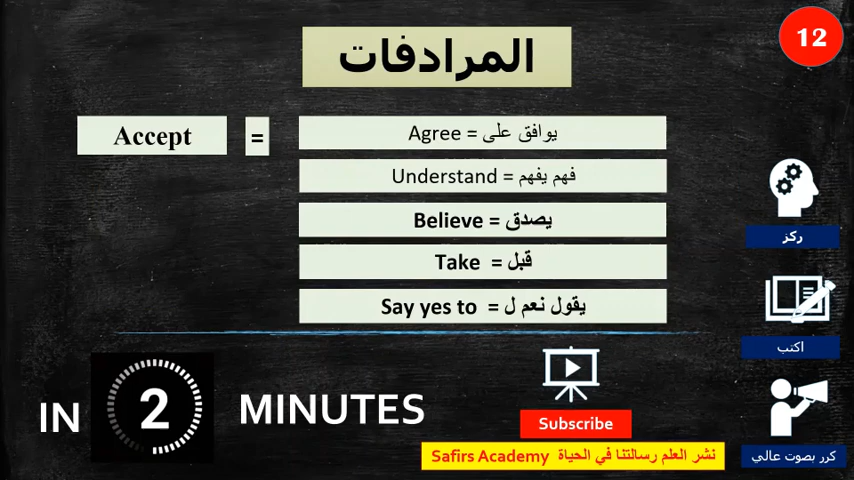 المرادفات
12
Accept
=
Agree = يوافق على
Understand = فهم يفهم
Believe = يصدق
Take = قبل
Say yes to = يقول نعم ل
ركز
اكتب
كرر بصوت عالي
IN 2 MINUTES
Subscribe
Safirs Academy نشر العلم رسالتنا في الحياة